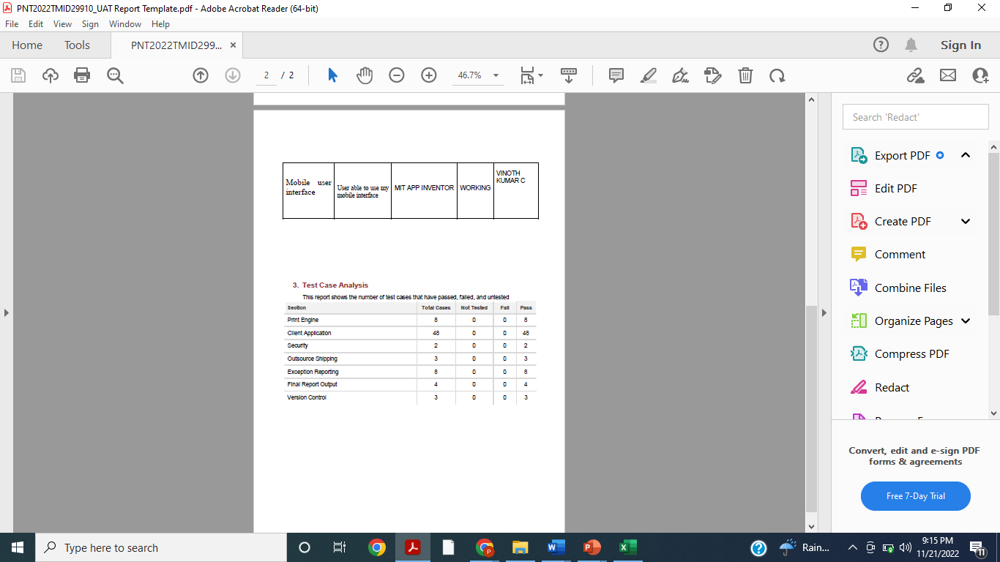 PNT2022TMID29910_UAT Report Template.pdf - Adobe Acrobat Reader (64-bit)
File Edit View Sign Window Help
Home Tools PNT2022TMID299... × Sign In
2 / 2 46.7%
Search 'Redact'
Export PDF
Edit PDF
Create PDF
Comment
Combine Files
Organize Pages
Compress PDF
Redact
Convert, edit and e-sign PDF
forms & agreements
Free 7-Day Trial
Mobile user
interface
User able to use my
mobile interface
MIT APP INVENTOR
WORKING
VINOTH
KUMAR C
3. Test Case Analysis
This report shows the number of test cases that have passed, failed, and untested
Section Total Cases Not Tested Fail Pass
Print Engine 8 0 0 8
Client Application 48 0 0 48
Security 2 0 0 2
Outsource Shipping 3 0 0 3
Exception Reporting 8 0 0 8
Final Report Output 4 0 0 4
Version Control 3 0 0 3
Type here to search
Rain...
9:15 PM
11/21/2022
11